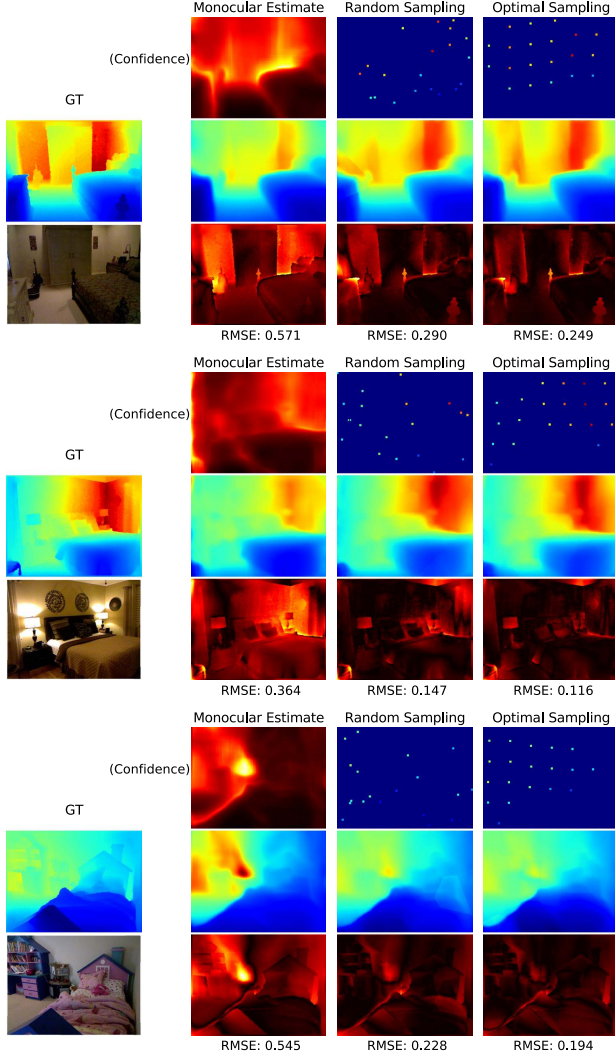 Monocular Estimate Random Sampling Optimal Sampling
(Confidence)
GT
RMSE: 0.571 RMSE: 0.290 RMSE: 0.249
Monocular Estimate Random Sampling Optimal Sampling
(Confidence)
GT
RMSE: 0.364 RMSE: 0.147 RMSE: 0.116
Monocular Estimate Random Sampling Optimal Sampling
(Confidence)
GT
RMSE: 0.545 RMSE: 0.228 RMSE: 0.194